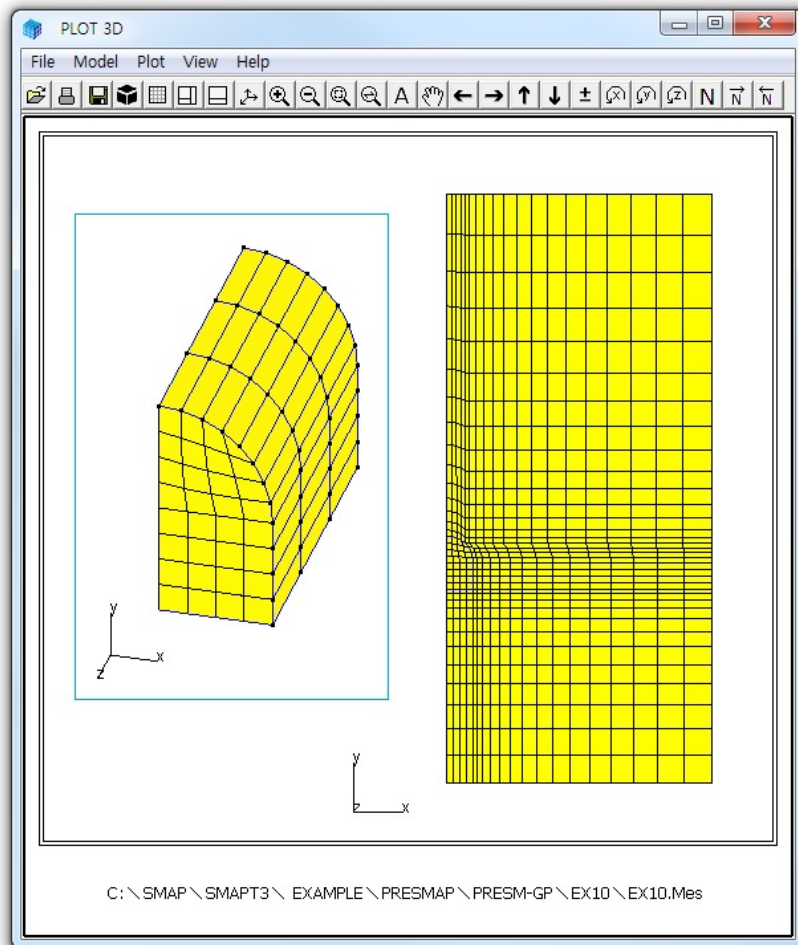 PLOT 3D
File Model Plot View Help
A ± x y z N N N
y
x
z
y
z x
C:\SMAP\SMAPT3\ EXAMPLE\PRESMAP\PRESM-GP\EX10\EX10.Mes